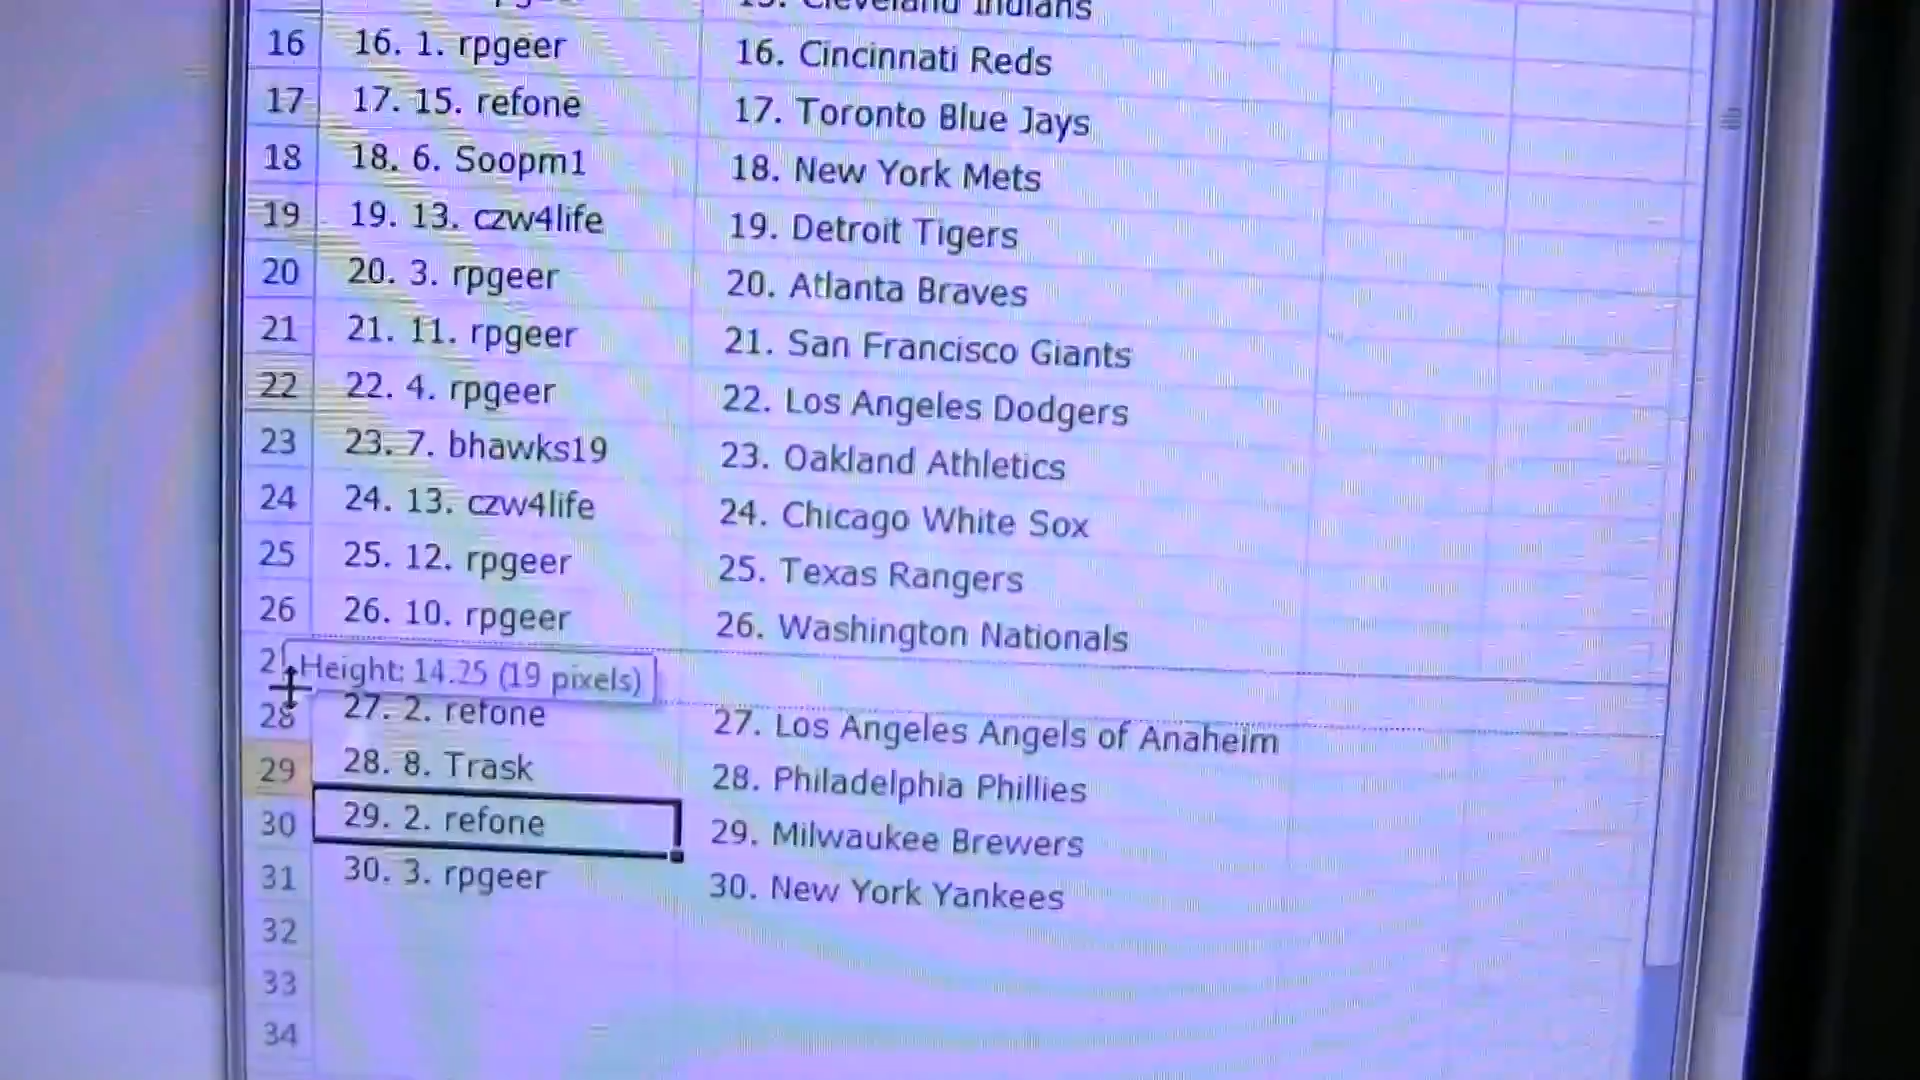 15. Cleveland Indians
16 16. 1. rpgeer 16. Cincinnati Reds
17 17. 15. refone 17. Toronto Blue Jays
18 18. 6. Soopm1 18. New York Mets
19 19. 13. czw4life 19. Detroit Tigers
20 20. 3. rpgeer 20. Atlanta Braves
21 21. 11. rpgeer 21. San Francisco Giants
22 22. 4. rpgeer 22. Los Angeles Dodgers
23 23. 7. bhawks19 23. Oakland Athletics
24 24. 13. czw4life 24. Chicago White Sox
25 25. 12. rpgeer 25. Texas Rangers
26 26. 10. rpgeer 26. Washington Nationals
Height: 14.25 (19 pixels)
28 27. 2. refone 27. Los Angeles Angels of Anaheim
29 28. 8. Trask 28. Philadelphia Phillies
30 29. 2. refone 29. Milwaukee Brewers
31 30. 3. rpgeer 30. New York Yankees
32
33
34